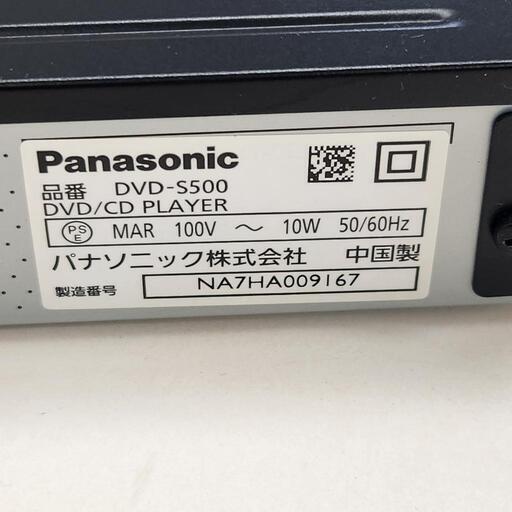 Panasonic
品番 DVD-S500
DVD/CD PLAYER
PSE MAR 100V ～ 10W 50/60Hz
パナソニック株式会社 中国製
製造番号 NA7HA009167